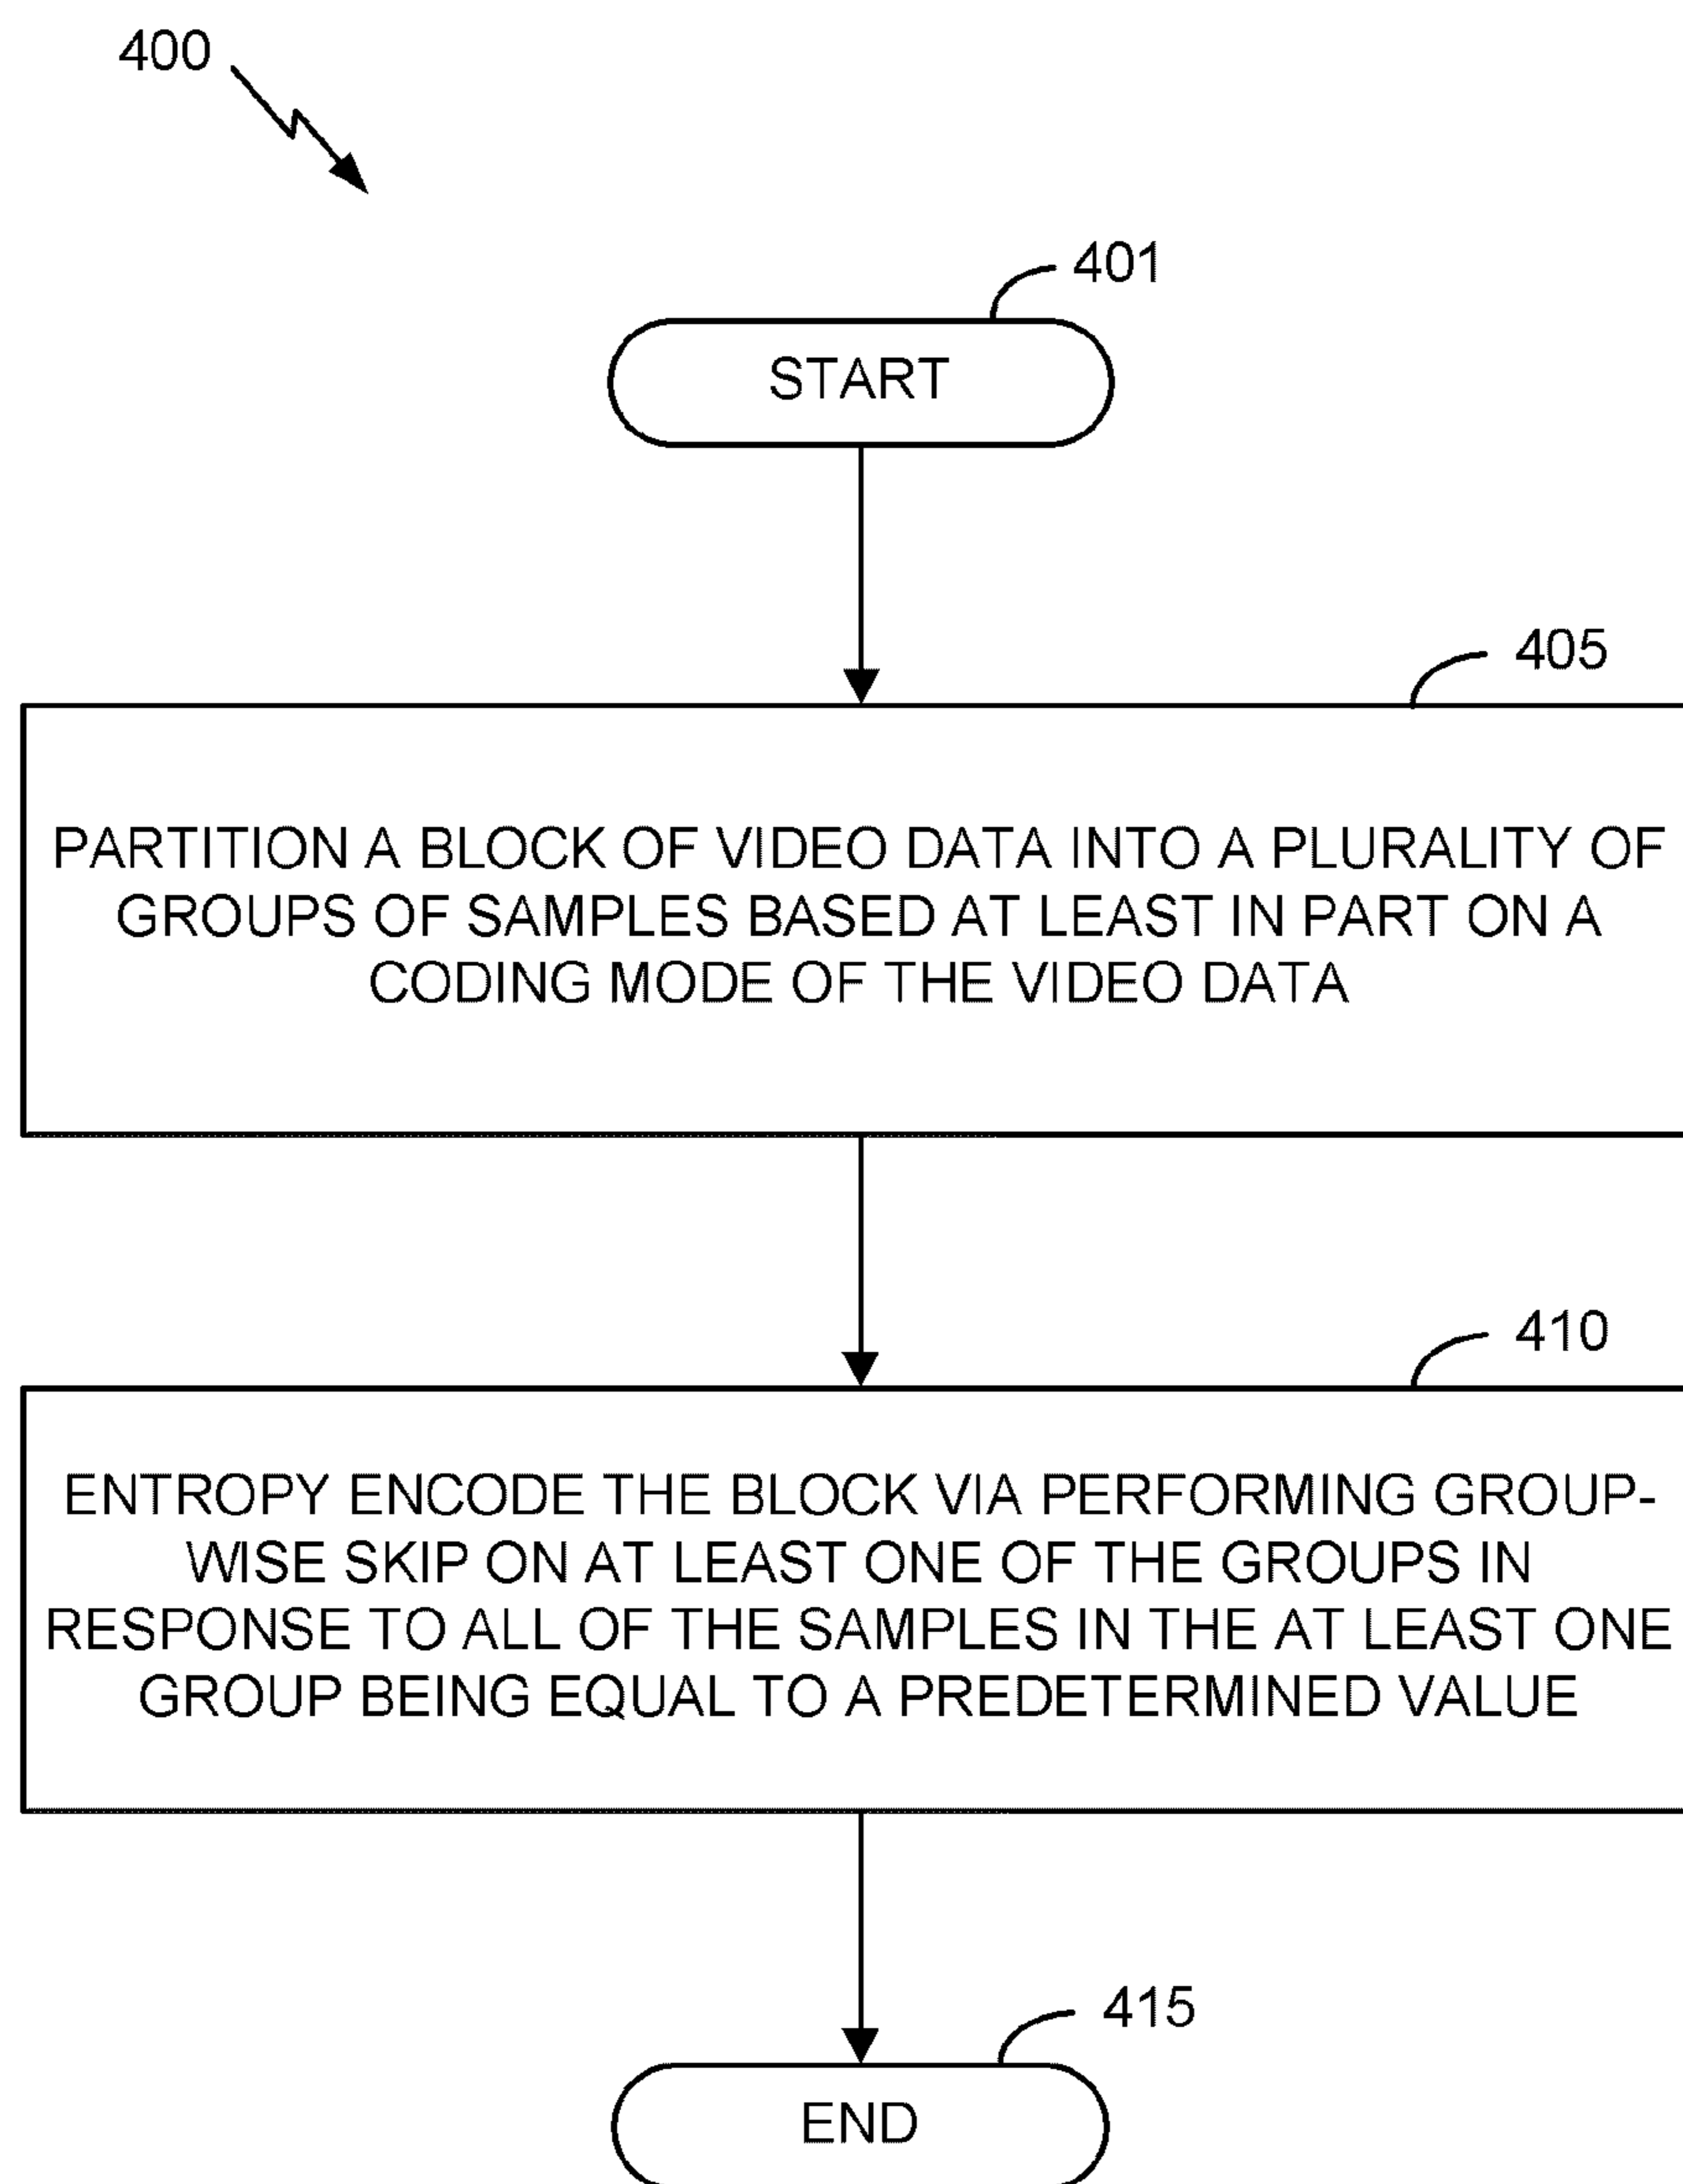 400
401
START
405
PARTITION A BLOCK OF VIDEO DATA INTO A PLURALITY OF
GROUPS OF SAMPLES BASED AT LEAST IN PART ON A
CODING MODE OF THE VIDEO DATA
410
ENTROPY ENCODE THE BLOCK VIA PERFORMING GROUP-
WISE SKIP ON AT LEAST ONE OF THE GROUPS IN
RESPONSE TO ALL OF THE SAMPLES IN THE AT LEAST ONE
GROUP BEING EQUAL TO A PREDETERMINED VALUE
415
END